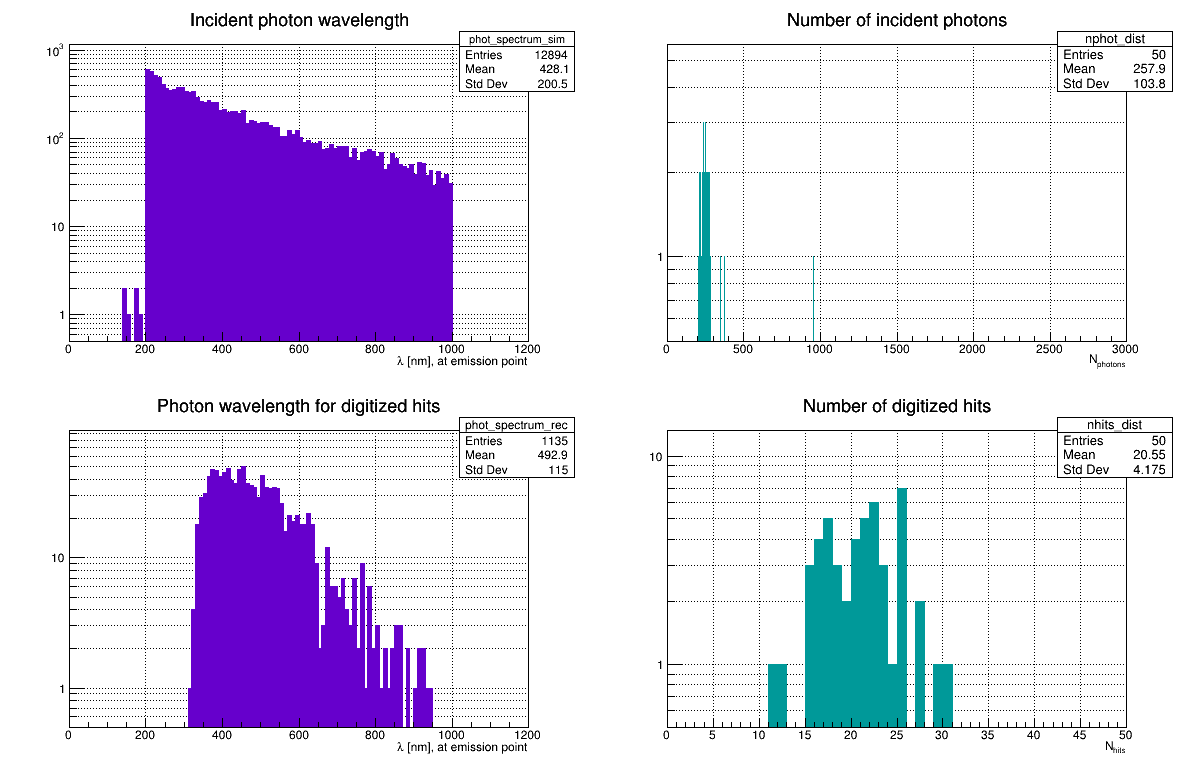 Incident photon wavelength
phot_spectrum_sim
Entries 12894
Mean 428.1
Std Dev 200.5
10³
10²
10
1
0 200 400 600 800 1000 1200
λ [nm], at emission point
Number of incident photons
nphot_dist
Entries 50
Mean 257.9
Std Dev 103.8
1
0 500 1000 1500 2000 2500 3000
Nphotons
Photon wavelength for digitized hits
phot_spectrum_rec
Entries 1135
Mean 492.9
Std Dev 115
10
1
0 200 400 600 800 1000 1200
λ [nm], at emission point
Number of digitized hits
nhits_dist
Entries 50
Mean 20.55
Std Dev 4.175
10
1
0 5 10 15 20 25 30 35 40 45 50
Nhits